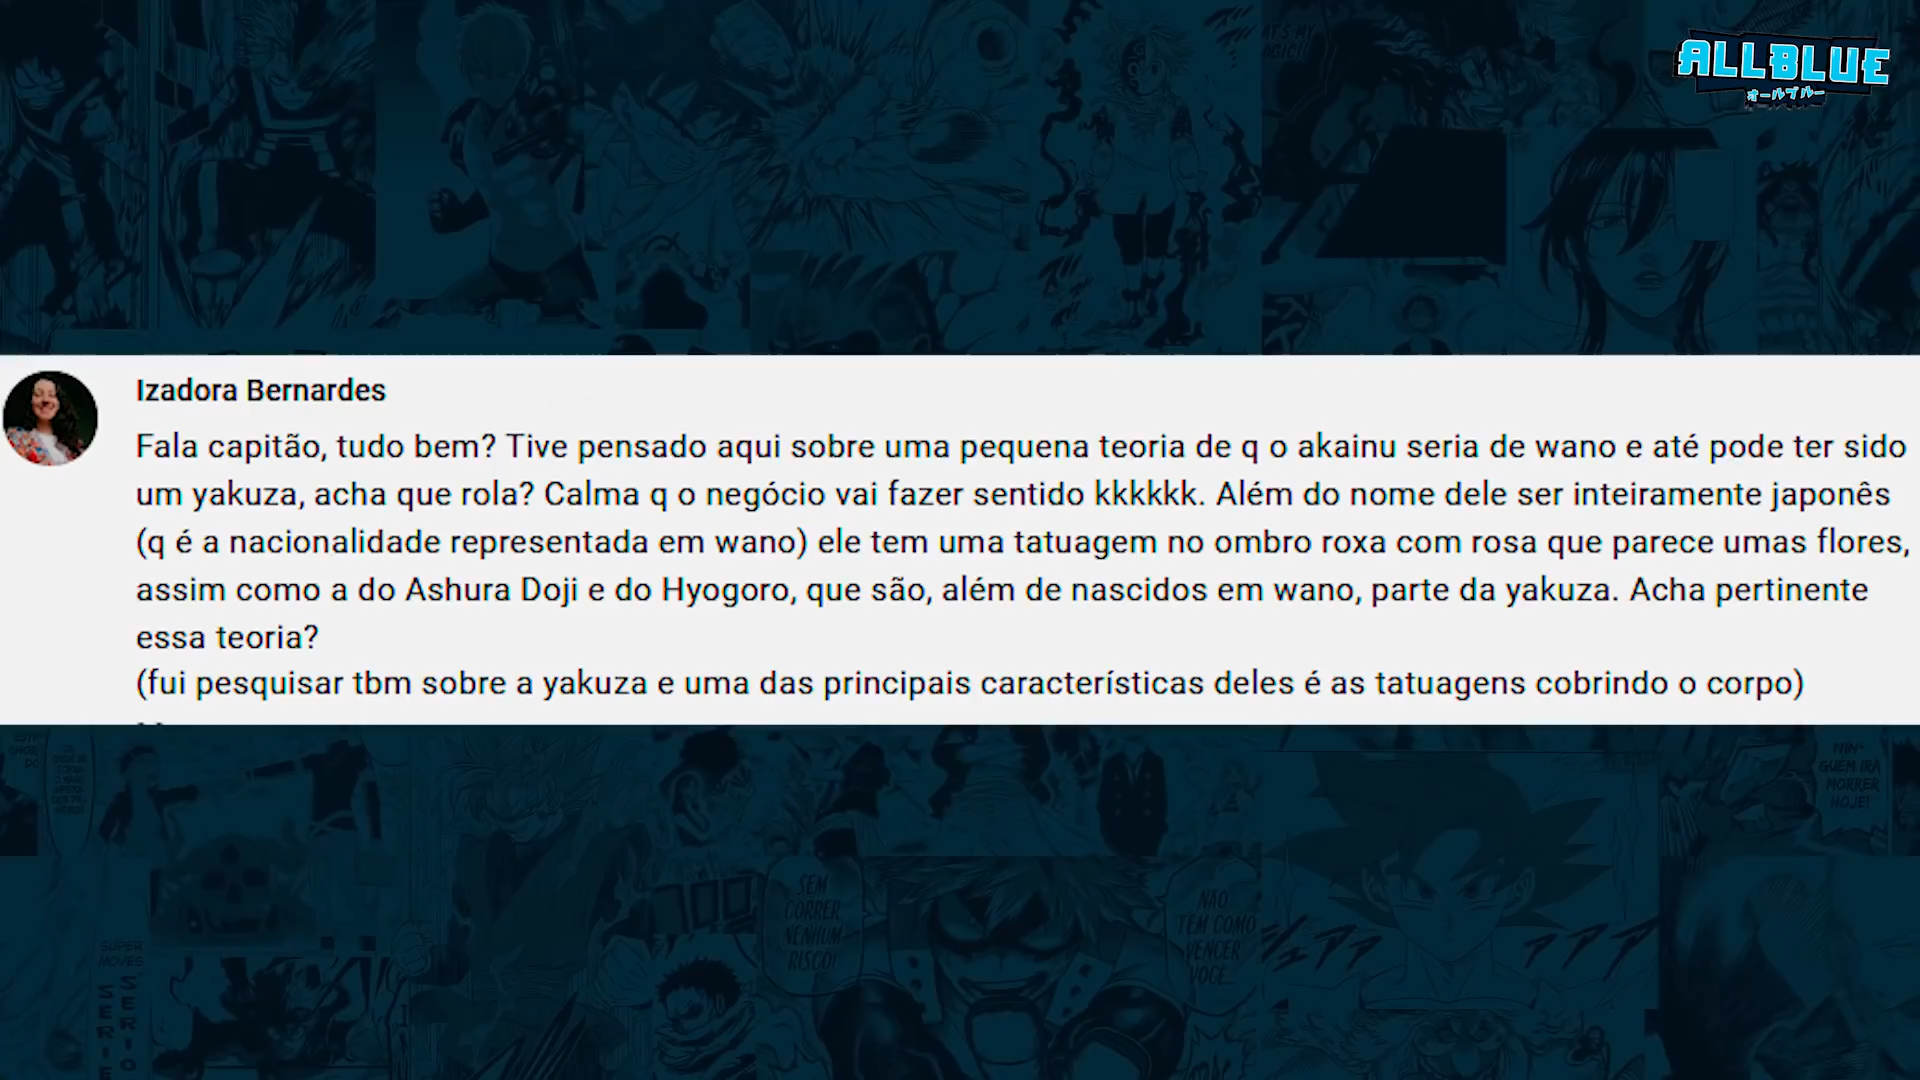 ALLBLUE
オールブルー
Izadora Bernardes
Fala capitão, tudo bem? Tive pensado aqui sobre uma pequena teoria de q o akainu seria de wano e até pode ter sido
um yakuza, acha que rola? Calma q o negócio vai fazer sentido kkkkkk. Além do nome dele ser inteiramente japonês
(q é a nacionalidade representada em wano) ele tem uma tatuagem no ombro roxa com rosa que parece umas flores,
assim como a do Ashura Doji e do Hyogoro, que são, além de nascidos em wano, parte da yakuza. Acha pertinente
essa teoria?
(fui pesquisar tbm sobre a yakuza e uma das principais características deles é as tatuagens cobrindo o corpo)
NIN-
GUÉM IRÁ
MORRER
HOJE!
SEM
CORRER
NENHUM
RISCO!
NÃO
TEM COMO
VENCER
VOCÊ...
SUPER
MOVES
SÉRIO
SÉRIE